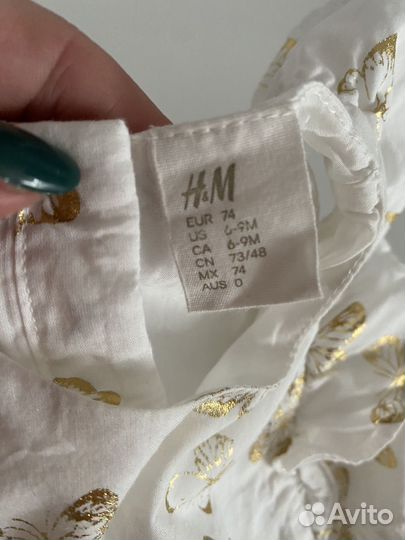 H&M
EUR 74
US 6-9M
CA 6-9M
CN 73/48
MX 74
AUS 0
Avito